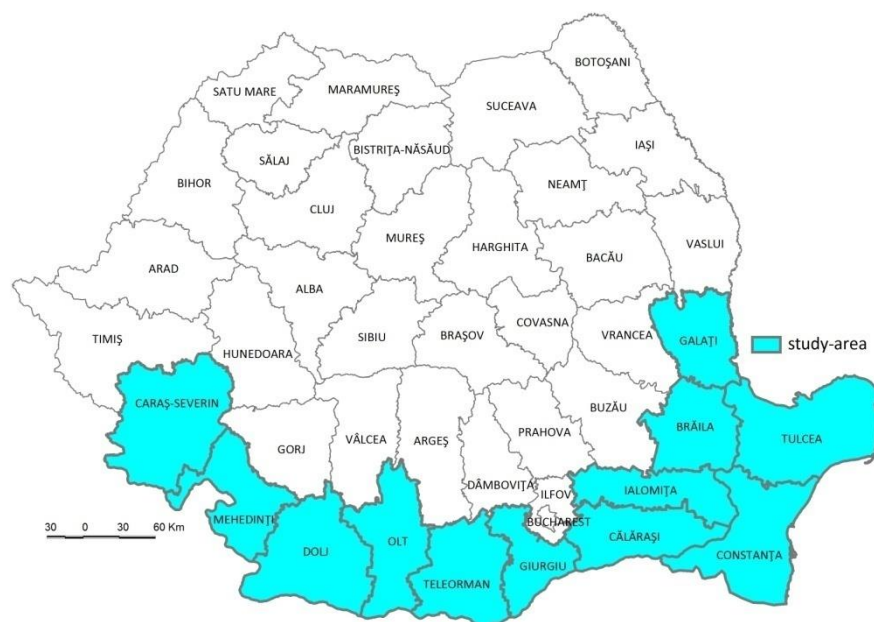 BOTOŞANI
SATU MARE
MARAMUREŞ
SUCEAVA
IAŞI
BISTRIŢA-NĂSĂUD
SĂLAJ
NEAMŢ
BIHOR
CLUJ
MUREŞ
HARGHITA
VASLUI
BACĂU
ARAD
ALBA
COVASNA
TIMIŞ
SIBIU
BRAŞOV
VRANCEA
GALAŢI
study-area
HUNEDOARA
CARAŞ-SEVERIN
BUZĂU
BRĂILA
PRAHOVA
TULCEA
GORJ
VÂLCEA
ARGEŞ
DÂMBOVIŢA
ILFOV
IALOMIŢA
MEHEDINŢI
BUCHAREST
30 0 30 60 Km
CĂLĂRAŞI
OLT
DOLJ
CONSTANŢA
GIURGIU
TELEORMAN